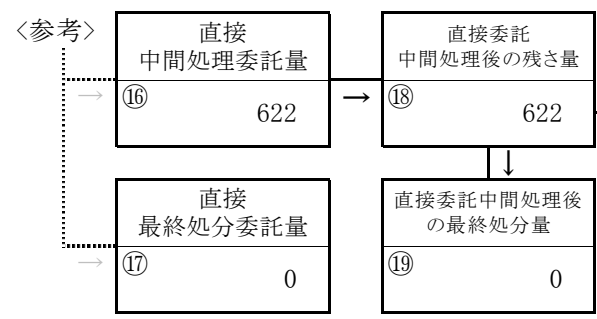 〈参考〉
直接
中間処理委託量
→
⑯
622
→
直接委託
中間処理後の残さ量
⑱
622
↓
直接
最終処分委託量
→
⑰
0
直接委託中間処理後
の最終処分量
⑲
0